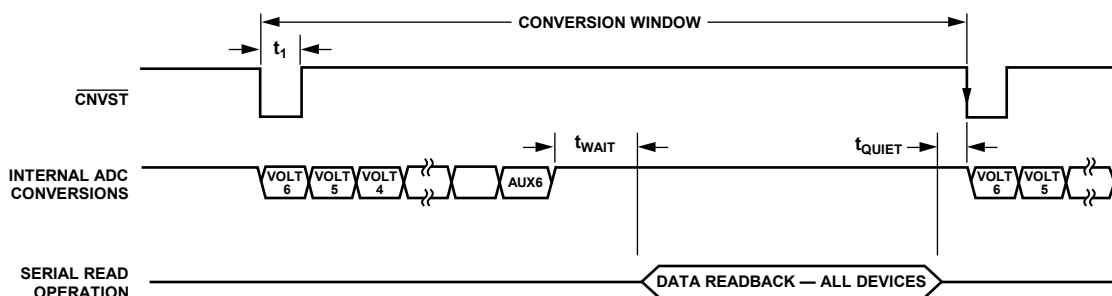 CONVERSION WINDOW
t1
CNVST
tWAIT
tQUIET
INTERNAL ADC
CONVERSIONS
VOLT
6
VOLT
5
VOLT
4
AUX6
VOLT
6
VOLT
5
SERIAL READ
OPERATION
DATA READBACK — ALL DEVICES